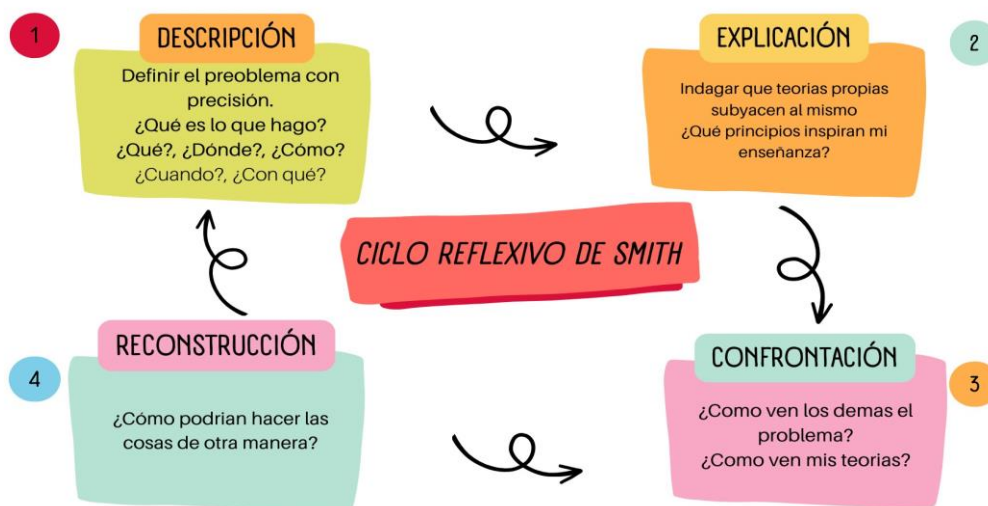 1
DESCRIPCIÓN
Definir el preoblema con
precisión.
¿Qué es lo que hago?
¿Qué?, ¿Dónde?, ¿Cómo?
¿Cuando?, ¿Con qué?
2
EXPLICACIÓN
Indagar que teorias propias
subyacen al mismo
¿Qué principios inspiran mi
enseñanza?
CICLO REFLEXIVO DE SMITH
3
CONFRONTACIÓN
¿Como ven los demas el
problema?
¿Como ven mis teorias?
4
RECONSTRUCCIÓN
¿Cómo podrian hacer las
cosas de otra manera?